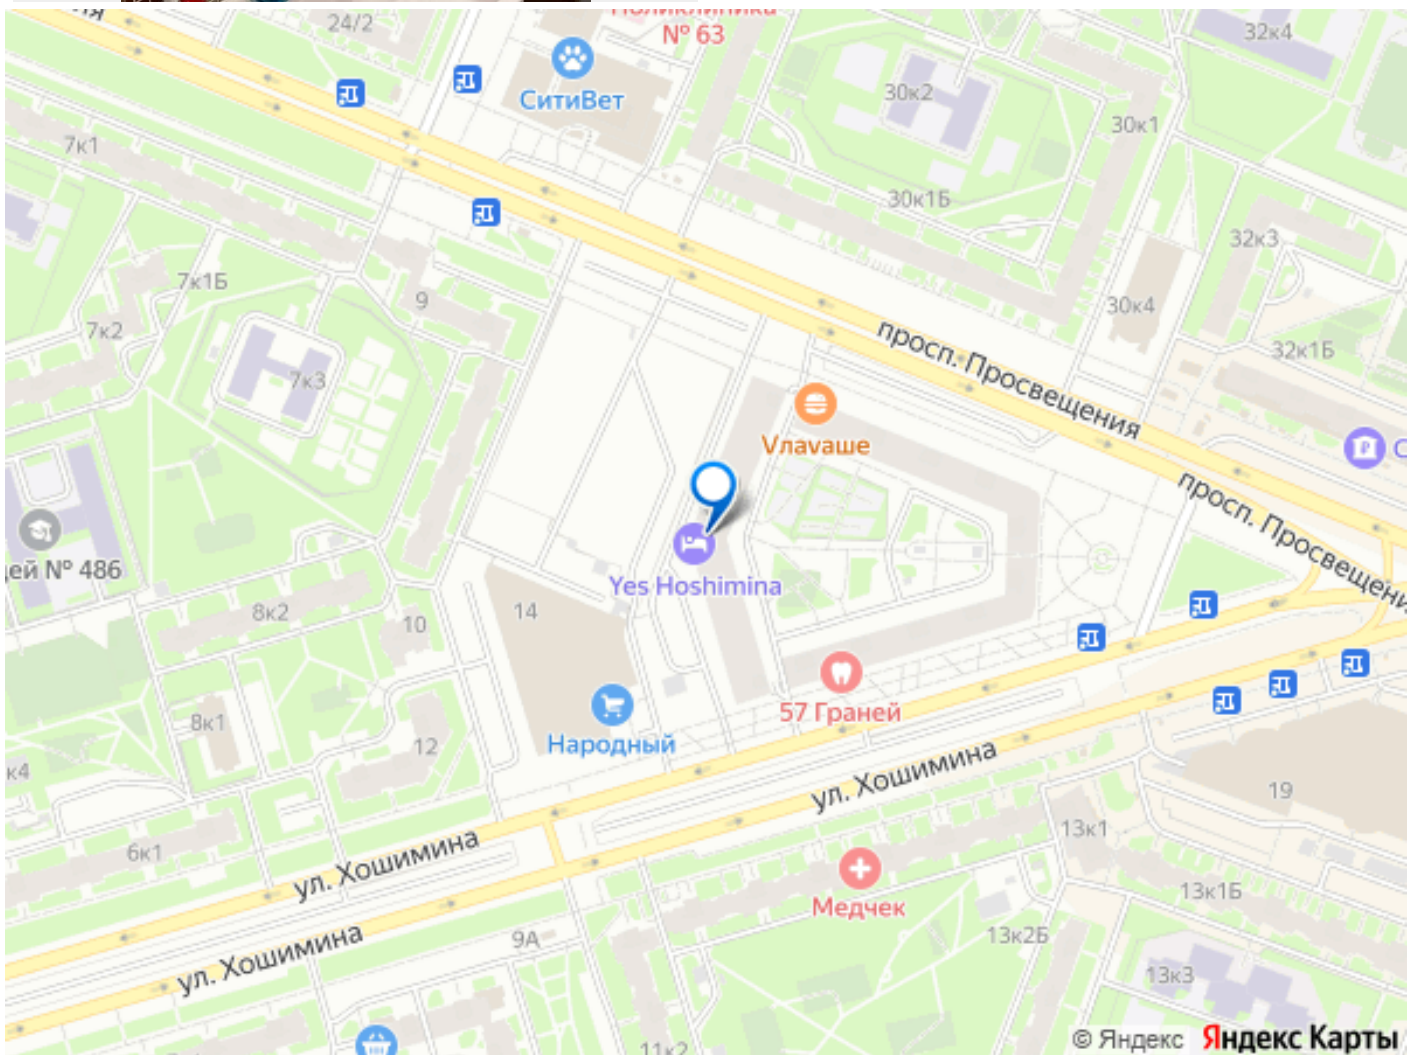 24/2
№ 63
32к4
СитиВет
30к2
30к1
7к1
30к1Б
32к3
7к1Б
9
30к4
7к2
просп. Просвещения
32к1Б
7к3
Vлаvаше
просп. Просвещени
ей № 486
Yes Hoshimina
8к2
14
10
57 Граней
8к1
Народный
12
к4
ул. Хошимина
19
6к1
ул. Хошимина
13к1
Медчек
13к1Б
ул. Хошимина
9А
13к2Б
13к3
11к2
© Яндекс Яндекс Карты